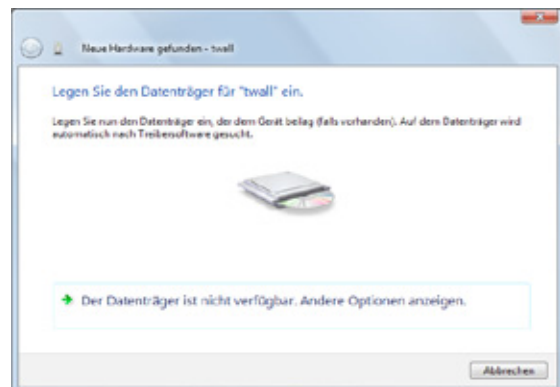 Neue Hardware gefunden - twall
Legen Sie den Datenträger für "twall" ein.
Legen Sie nun den Datenträger ein, der dem Gerät beilag (falls vorhanden). Auf dem Datenträger wird
automatisch nach Treibersoftware gesucht.
Der Datenträger ist nicht verfügbar. Andere Optionen anzeigen.
Abbrechen